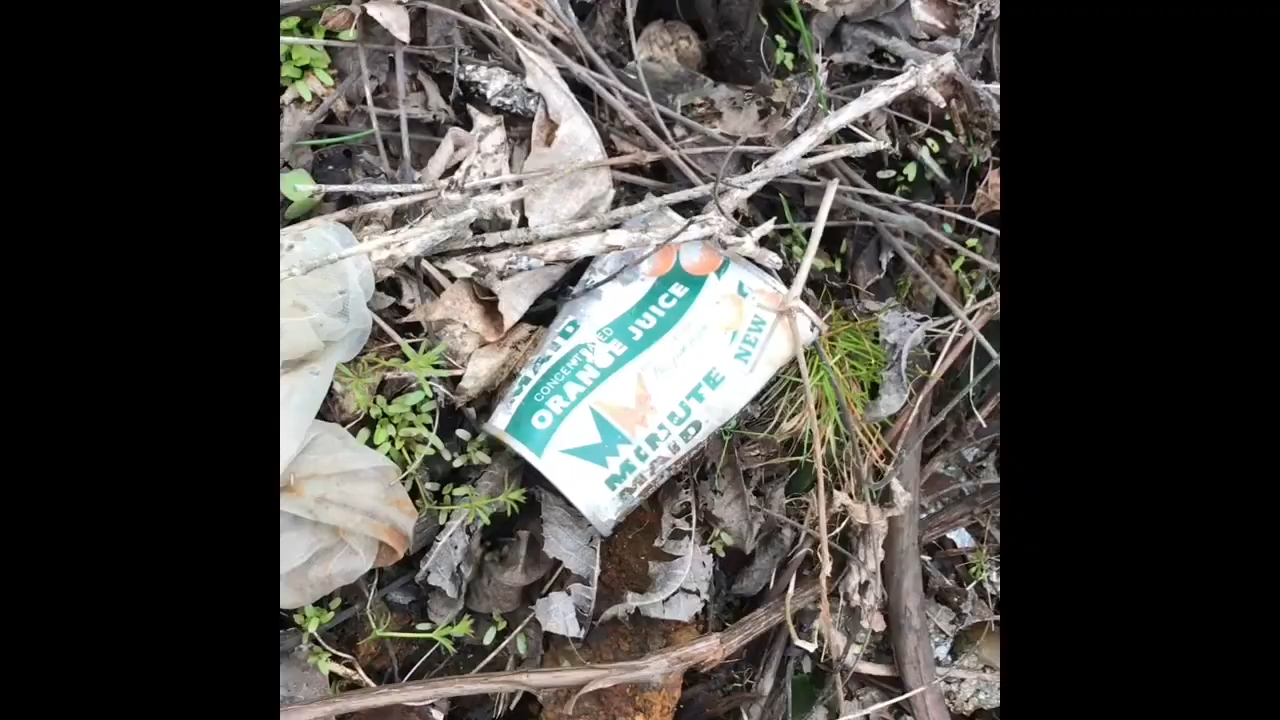 MAID
CONCENTRATED
ORANGE JUICE
NEW
MINUTE
MAID